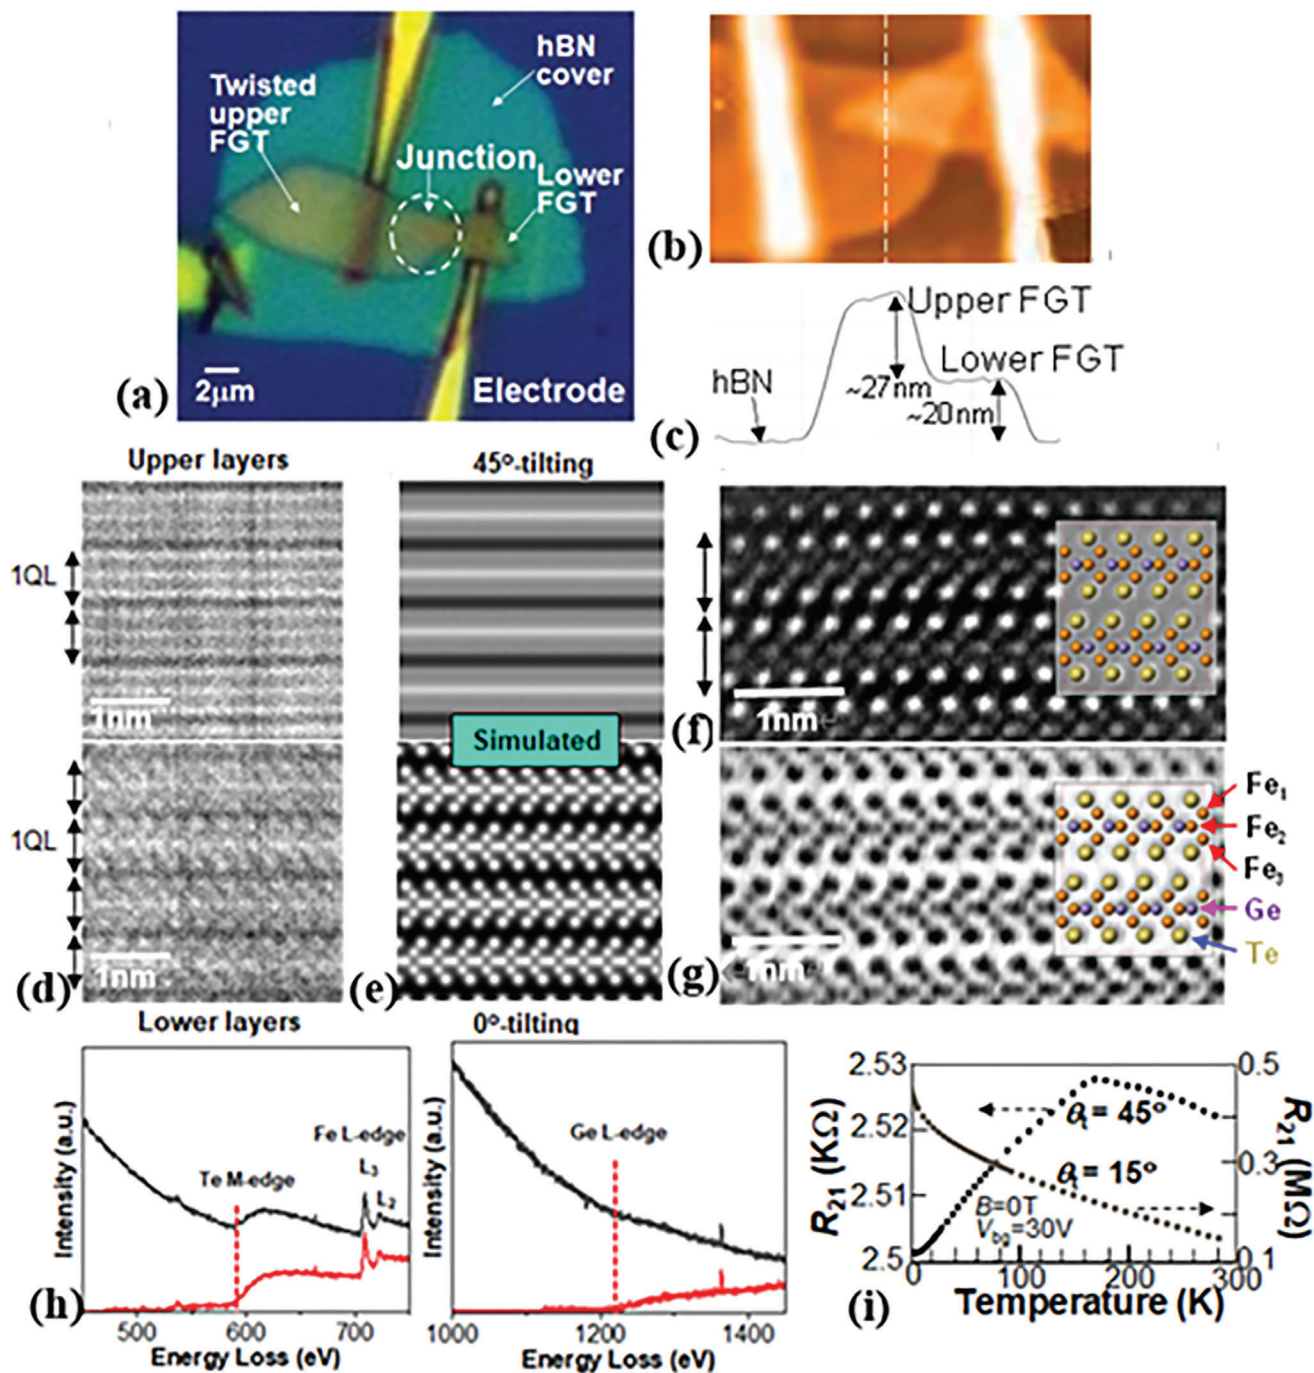 hBN
cover
Twisted
upper
FGT
Junction
Lower
FGT
2μm
Electrode
(a)
(b)
Upper FGT
Lower FGT
hBN
~27nm
~20nm
(c)
Upper layers
45°-tilting
1QL
1nm
Simulated
1QL
1nm
(d)
(e)
Lower layers
0°-tilting
1nm
(f)
Fe1
Fe2
Fe3
Ge
Te
1nm
(g)
Intensity (a.u.)
Fe L-edge
Te M-edge
L3
L2
500
600
700
Energy Loss (eV)
(h)
Intensity (a.u.)
Ge L-edge
1000
1200
1400
Energy Loss (eV)
R21 (KΩ)
2.53
2.52
2.51
2.5
θt = 45°
θt = 15°
B=0T
Vbg=30V
0
100
200
300
Temperature (K)
0.5
0.3
0.1
R21 (MΩ)
(i)